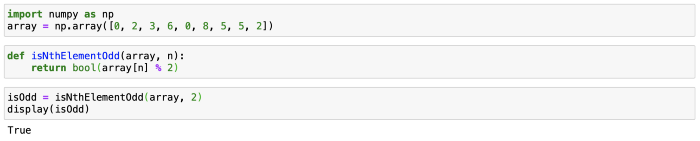 import numpy as np
array = np.array([0, 2, 3, 6, 0, 8, 5, 5, 2])
def isNthElementOdd(array, n):
    return bool(array[n] % 2)
isOdd = isNthElementOdd(array, 2)
display(isOdd)
True